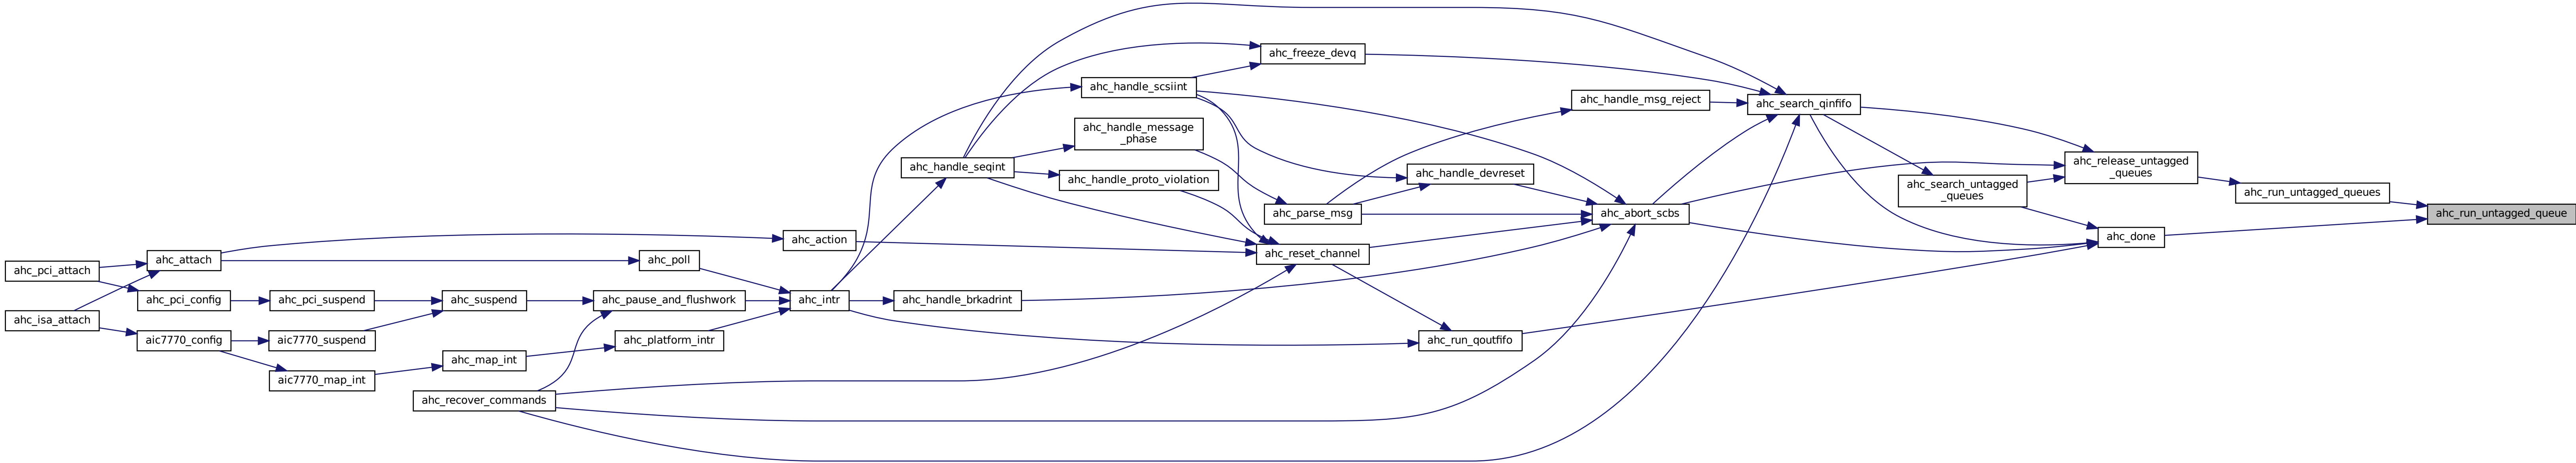 ahc_freeze_devq
ahc_handle_scsiint
ahc_handle_msg_reject
ahc_search_qinfifo
ahc_handle_message
_phase
ahc_handle_seqint
ahc_release_untagged
_queues
ahc_handle_proto_violation
ahc_handle_devreset
ahc_search_untagged
_queues
ahc_run_untagged_queues
ahc_parse_msg
ahc_abort_scbs
ahc_run_untagged_queue
ahc_action
ahc_done
ahc_reset_channel
ahc_attach
ahc_poll
ahc_pci_attach
ahc_pci_config
ahc_pci_suspend
ahc_suspend
ahc_pause_and_flushwork
ahc_intr
ahc_handle_brkadrint
ahc_isa_attach
aic7770_config
aic7770_suspend
ahc_platform_intr
ahc_run_qoutfifo
ahc_map_int
aic7770_map_int
ahc_recover_commands